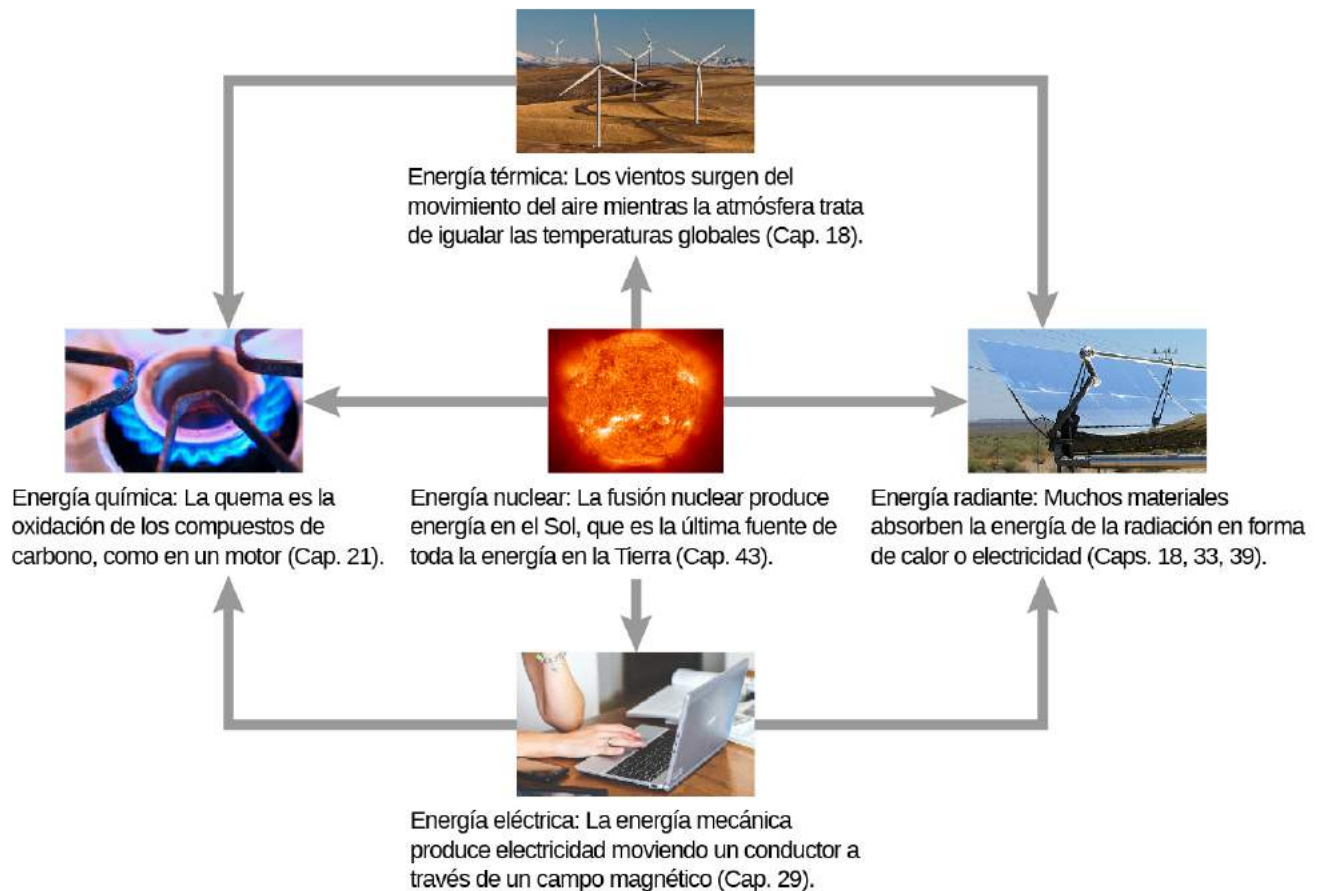 Energía térmica: Los vientos surgen del
movimiento del aire mientras la atmósfera trata
de igualar las temperaturas globales (Cap. 18).
Energía química: La quema es la
oxidación de los compuestos de
carbono, como en un motor (Cap. 21).
Energía nuclear: La fusión nuclear produce
energía en el Sol, que es la última fuente de
toda la energía en la Tierra (Cap. 43).
Energía radiante: Muchos materiales
absorben la energía de la radiación en forma
de calor o electricidad (Caps. 18, 33, 39).
Energía eléctrica: La energía mecánica
produce electricidad moviendo un conductor a
través de un campo magnético (Cap. 29).